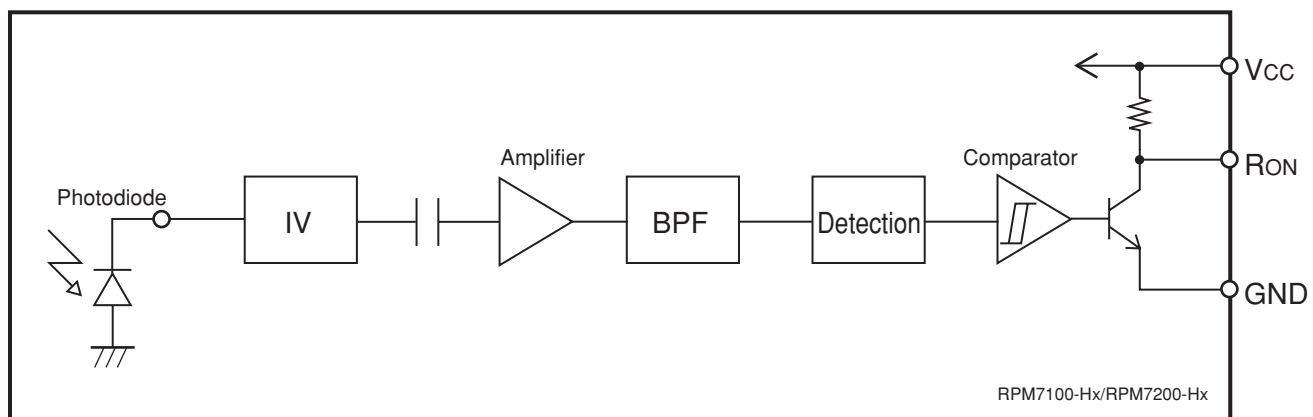 VCC
Amplifier
Comparator
RON
Photodiode
IV
BPF
Detection
GND
RPM7100-Hx/RPM7200-Hx